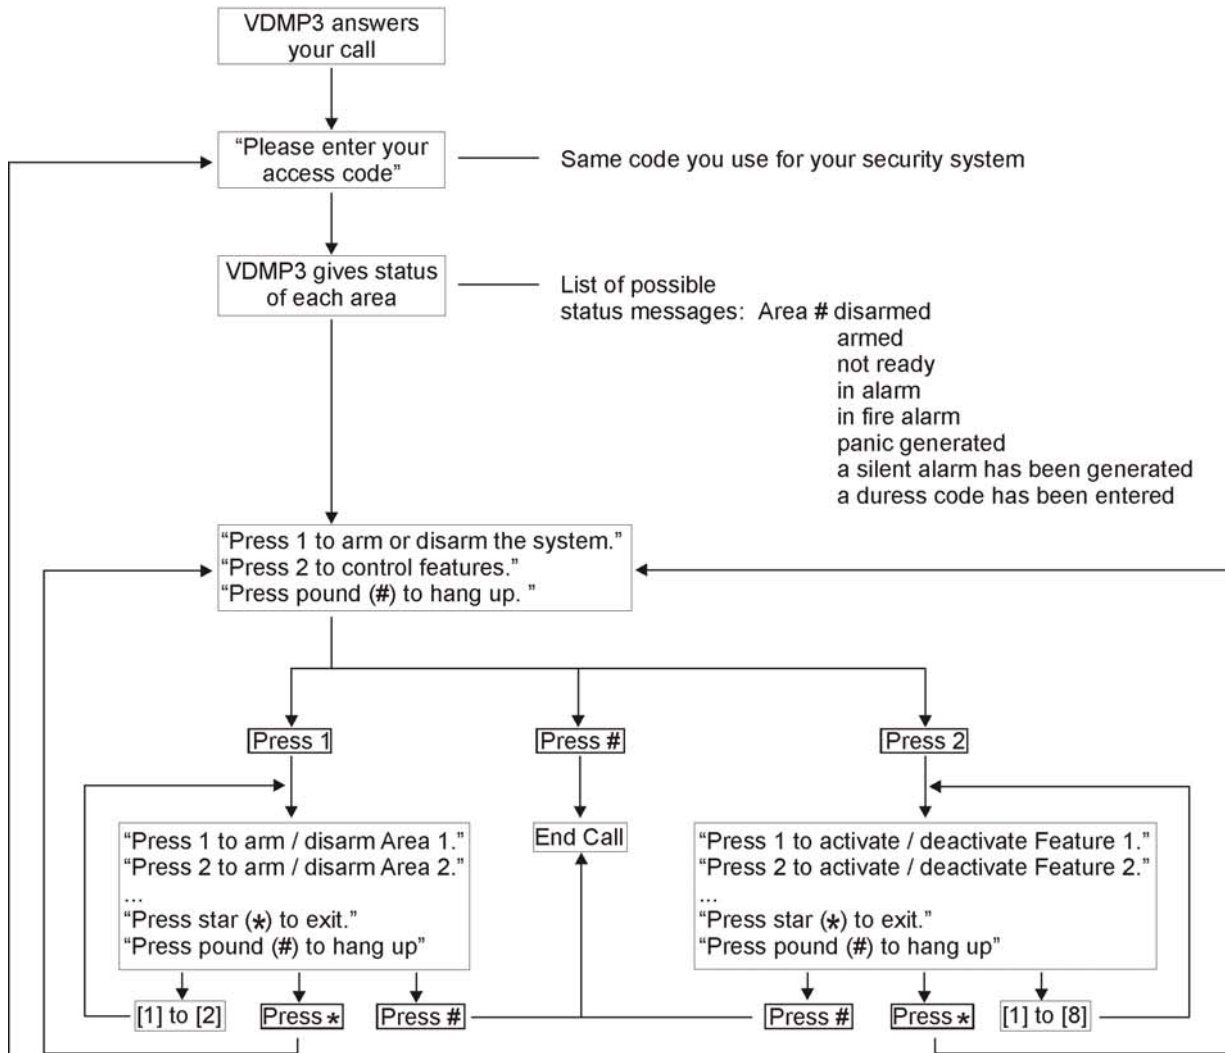 VDMP3 answers
your call
“Please enter your
access code”
Same code you use for your security system
VDMP3 gives status
of each area
List of possible
status messages: Area # disarmed
armed
not ready
in alarm
in fire alarm
panic generated
a silent alarm has been generated
a duress code has been entered
“Press 1 to arm or disarm the system.”
“Press 2 to control features.”
“Press pound (#) to hang up. ”
Press 1
Press #
Press 2
“Press 1 to arm / disarm Area 1.”
“Press 2 to arm / disarm Area 2.”
...
“Press star (*) to exit.”
“Press pound (#) to hang up”
End Call
“Press 1 to activate / deactivate Feature 1.”
“Press 2 to activate / deactivate Feature 2.”
...
“Press star (*) to exit.”
“Press pound (#) to hang up”
[1] to [2]
Press *
Press #
Press #
Press *
[1] to [8]